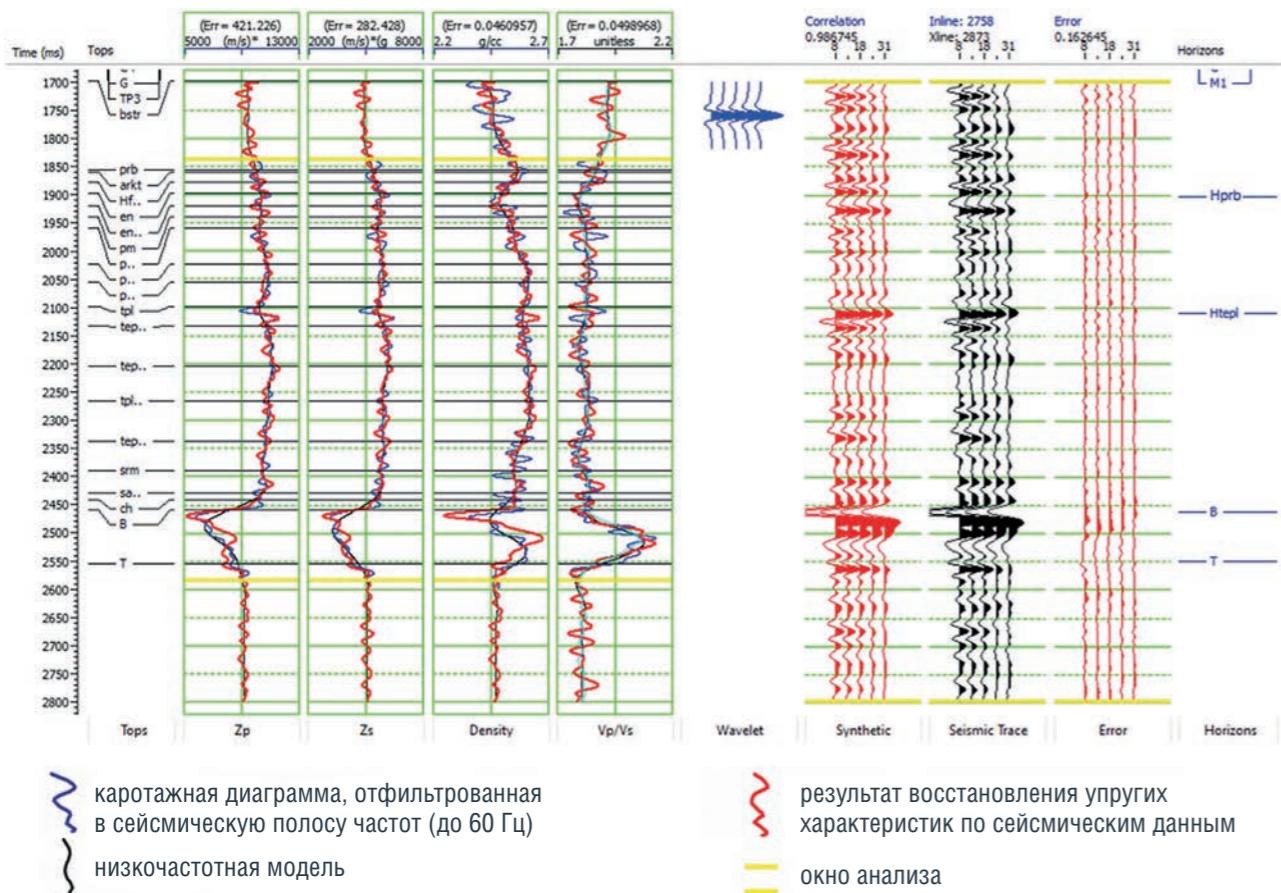 (Err= 421.226) (Err= 282.428) (Err= 0.0460957) (Err= 0.0498968) Correlation Inline: 2758 Error
5000 (m/s)* 13000 2000 (m/s)*(g 8000 2.2 g/cc 2.7 1.7 unitless 2.2 0.986745 Xline: 2873 0.162645
Time (ms) Tops 8 18 31 8 18 31 8 18 31 Horizons
1700 G M1
TP3
1750 bstr
1800
1850 prb
arkt
1900 Hf.. Hprb
en
1950 en..
pm
2000 p..
2050 p..
p..
2100 tpl Htepl
2150 tep..
2200 tep..
2250 tpl..
2300
2350 tep..
2400 srm
sa..
2450 ch B
B
2500
2550 T T
2600
2650
2700
2750
2800
Tops Zp Zs Density Vp/Vs Wavelet Synthetic Seismic Trace Error Horizons
каротажная диаграмма, отфильтрованная
в сейсмическую полосу частот (до 60 Гц)
низкочастотная модель
результат восстановления упругих
характеристик по сейсмическим данным
окно анализа